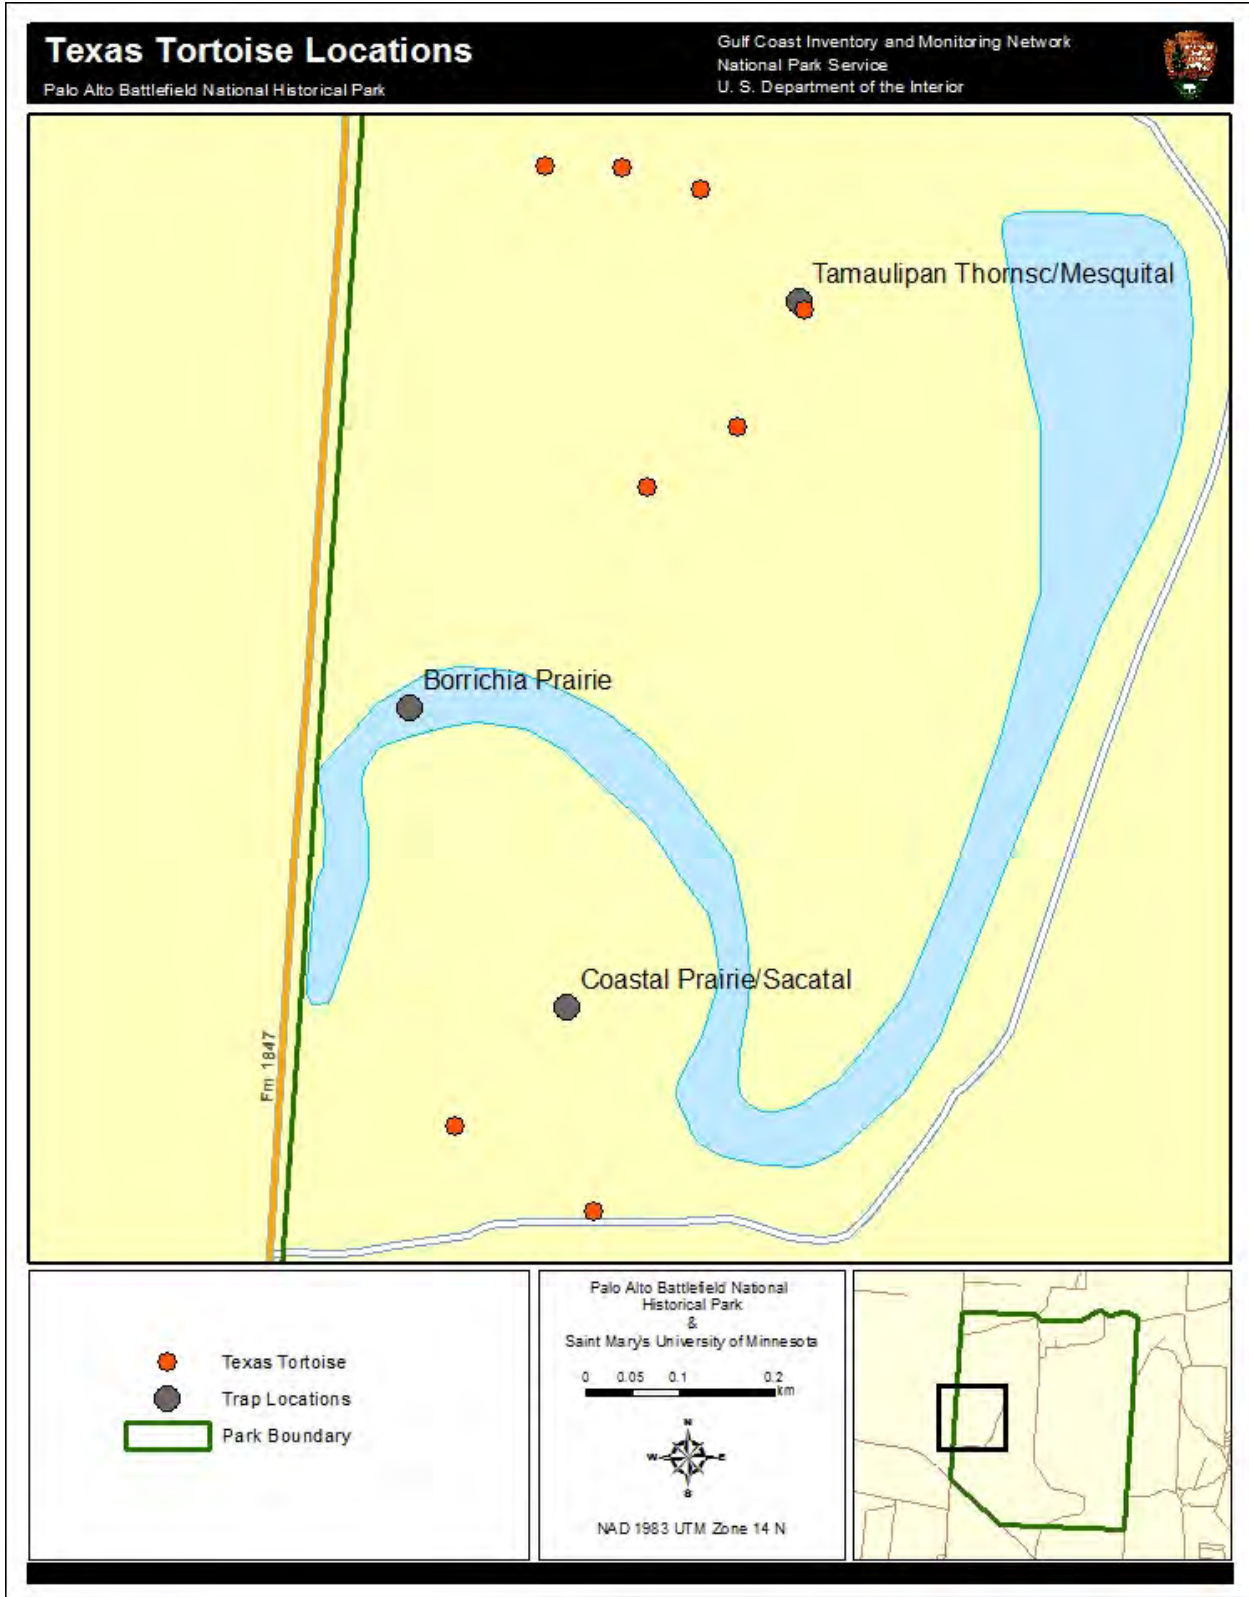 Texas Tortoise Locations
Palo Alto Battlefield National Historical Park
Gulf Coast Inventory and Monitoring Network
National Park Service
U. S. Department of the Interior
Tamaulipan Thornsc/Mesquital
Borrichia Prairie
Coastal Prairie/Sacatal
Fm 1847
Texas Tortoise
Trap Locations
Park Boundary
Palo Alto Battlefield National
Historical Park
&
Saint Mary's University of Minnesota
0 0.05 0.1 0.2
km
N
W E
S
NAD 1983 UTM Zone 14 N